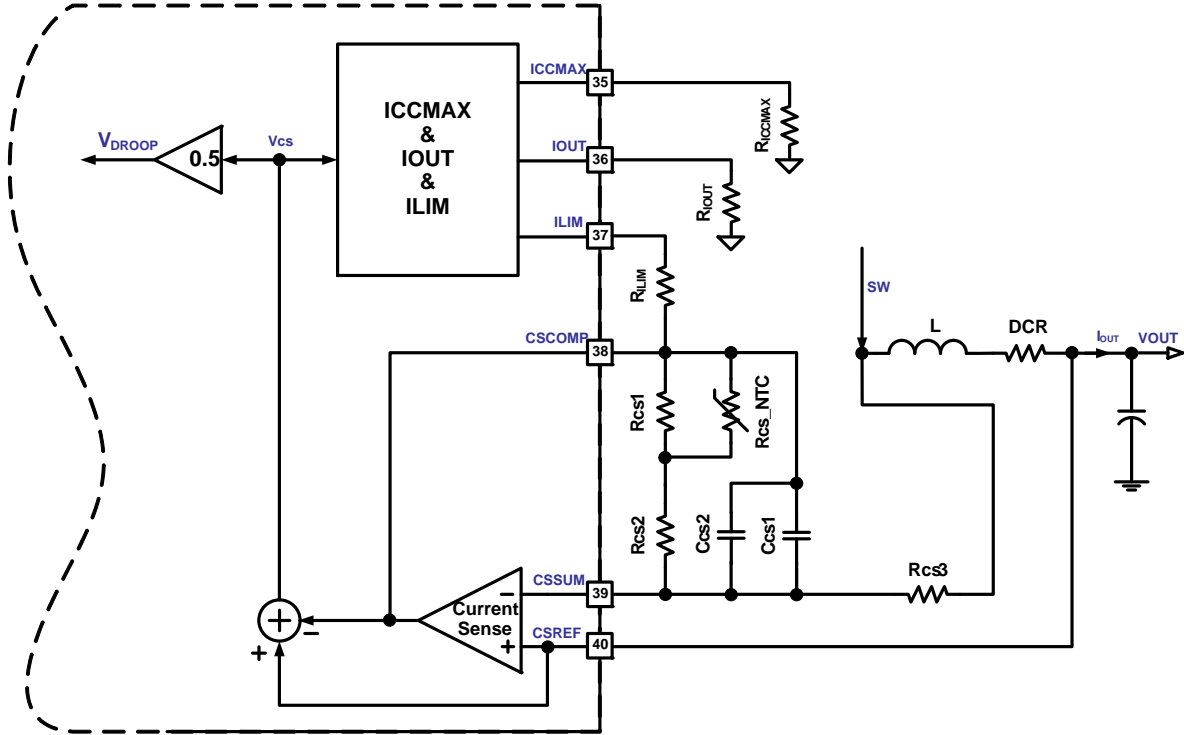 ICCMAX
35
ICCMAX
&
IOUT
&
ILIM
RICCMAX
VDROOP
0.5
Vcs
IOUT
36
RIOUT
ILIM
37
RILIM
SW
L
DCR
IOUT
VOUT
CSCOMP
38
Rcs1
Rcs_NTC
Rcs2
Ccs2
Ccs1
Rcs3
CSSUM
39
Current
Sense
CSREF
40
+
−
+
−
+